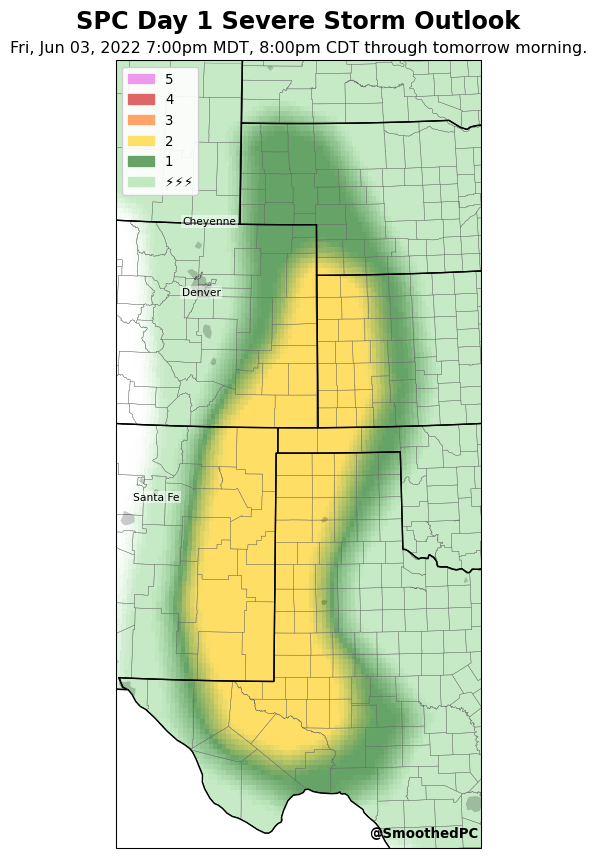 SPC Day 1 Severe Storm Outlook
Fri, Jun 03, 2022 7:00pm MDT, 8:00pm CDT through tomorrow morning.
5
4
3
2
1
⚡⚡⚡
Cheyenne
Denver
Santa Fe
@SmoothedPC